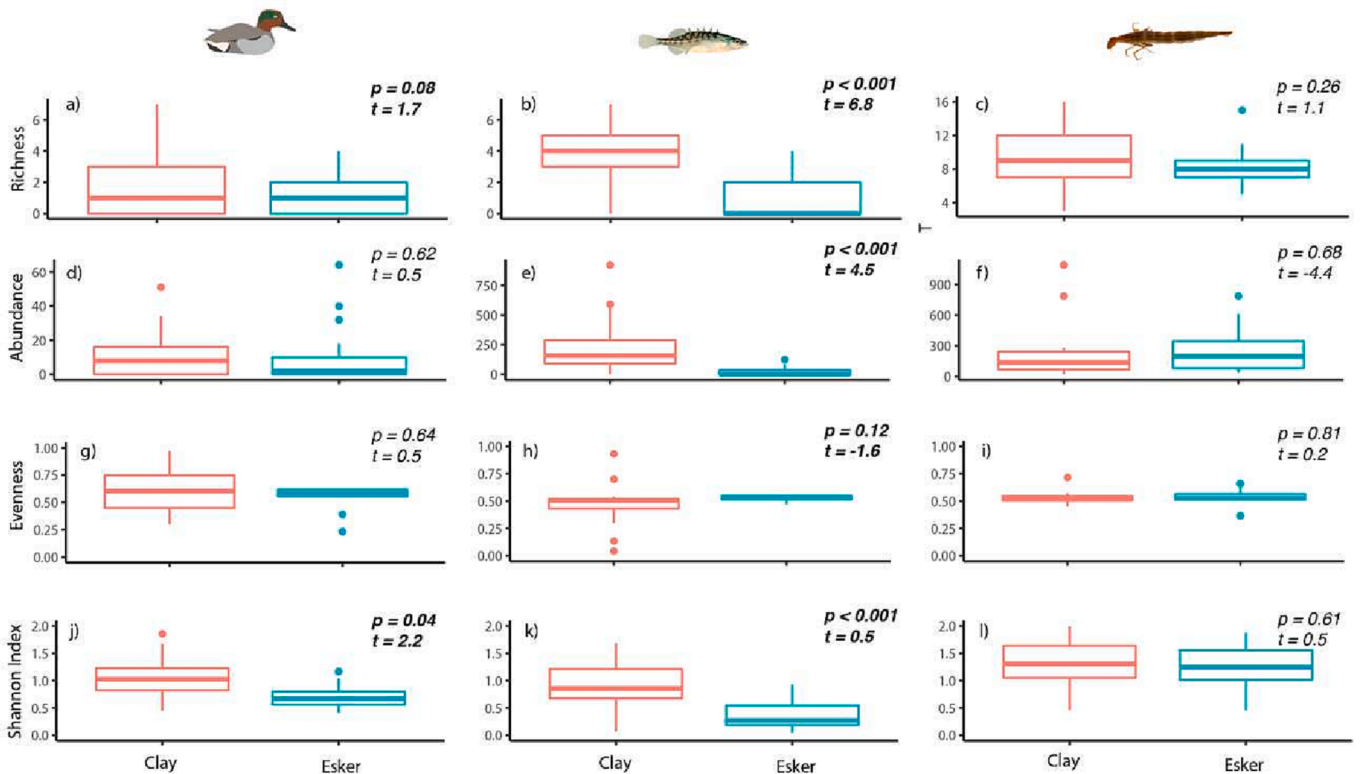 a)
p = 0.08
t = 1.7
b)
p < 0.001
t = 6.8
c)
p = 0.26
t = 1.1
Richness
6
4
2
0
6
4
2
0
16
12
8
4
T
d)
p = 0.62
t = 0.5
e)
p < 0.001
t = 4.5
f)
p = 0.68
t = -4.4
Abundance
60
40
20
0
750
500
250
0
900
600
300
0
g)
p = 0.64
t = 0.5
h)
p = 0.12
t = -1.6
i)
p = 0.81
t = 0.2
Evenness
1.00
0.75
0.50
0.25
0.00
1.00
0.75
0.50
0.25
0.00
1.00
0.75
0.50
0.25
0.00
j)
p = 0.04
t = 2.2
k)
p < 0.001
t = 0.5
l)
p = 0.61
t = 0.5
Shannon Index
2.0
1.5
1.0
0.5
0.0
2.0
1.5
1.0
0.5
0.0
2.0
1.5
1.0
0.5
0.0
Clay
Esker
Clay
Esker
Clay
Esker